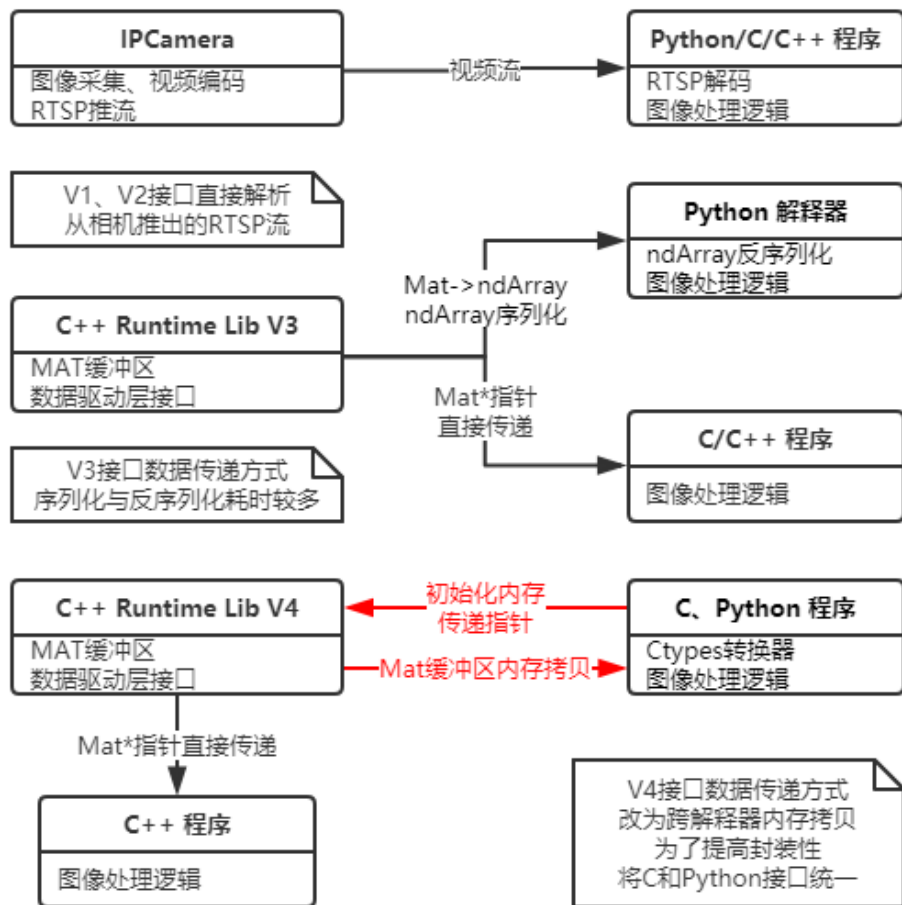 IPCamera
图像采集、视频编码
RTSP推流
视频流
Python/C/C++ 程序
RTSP解码
图像处理逻辑
V1、V2接口直接解析
从相机推出的RTSP流
Python 解释器
ndArray反序列化
图像处理逻辑
Mat->ndArray
ndArray序列化
C++ Runtime Lib V3
MAT缓冲区
数据驱动层接口
Mat*指针
直接传递
C/C++ 程序
图像处理逻辑
V3接口数据传递方式
序列化与反序列化耗时较多
C++ Runtime Lib V4
MAT缓冲区
数据驱动层接口
初始化内存
传递指针
Mat缓冲区内存拷贝
C、Python 程序
Ctypes转换器
图像处理逻辑
Mat*指针直接传递
C++ 程序
图像处理逻辑
V4接口数据传递方式
改为跨解释器内存拷贝
为了提高封装性
将C和Python接口统一